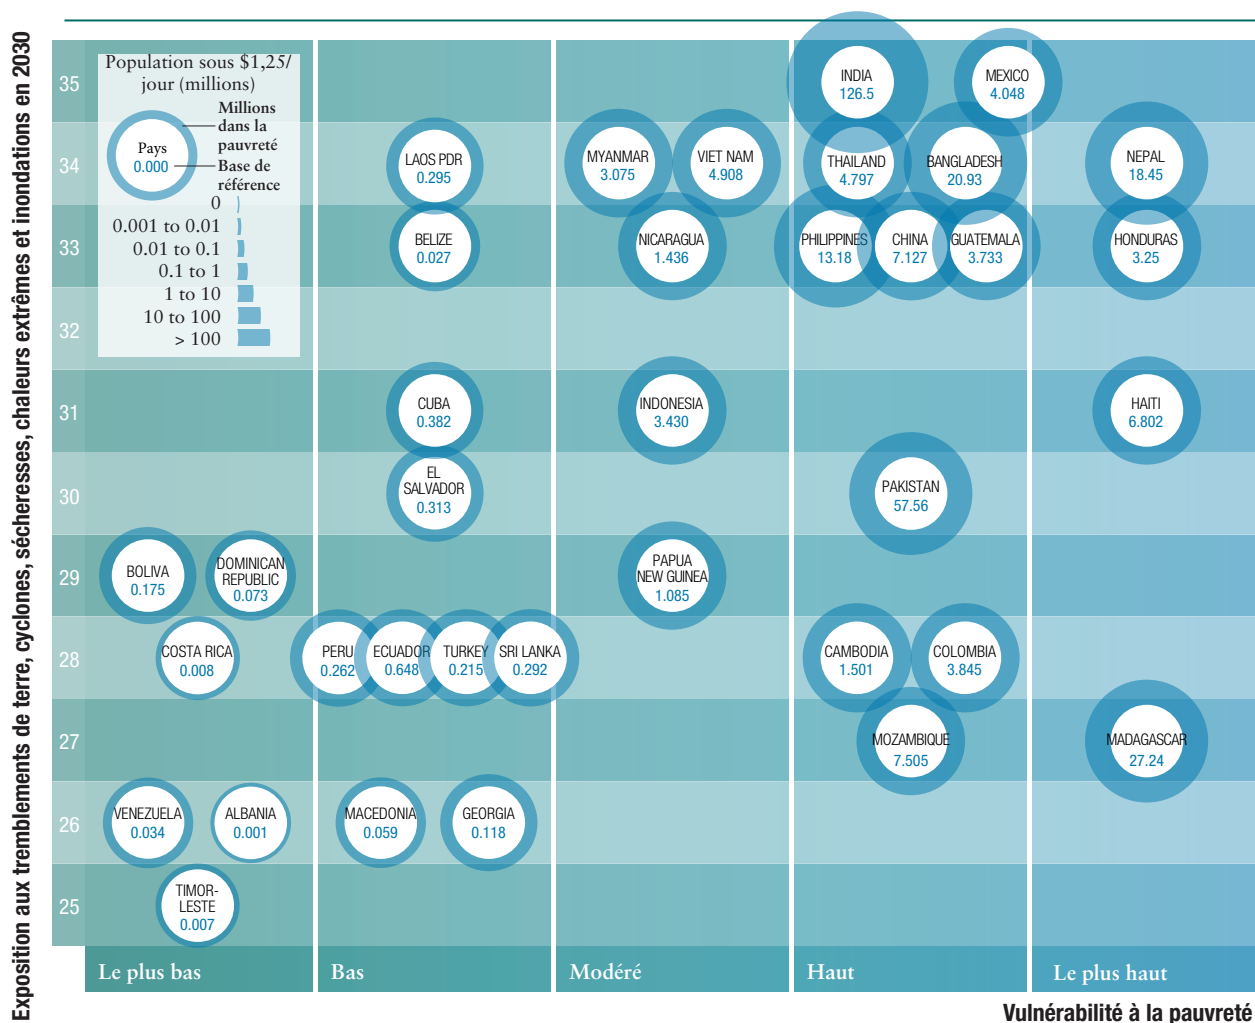 Exposition aux tremblements de terre, cyclones, sécheresses, chaleurs extrêmes et inondations en 2030
Population sous $1,25/
jour (millions)
Millions
dans la
pauvreté
Pays
0.000
Base de
référence
0
0.001 to 0.01
0.01 to 0.1
0.1 to 1
1 to 10
10 to 100
> 100
35
INDIA
126.5
MEXICO
4.048
34
LAOS PDR
0.295
MYANMAR
3.075
VIET NAM
4.908
THAILAND
4.797
BANGLADESH
20.93
NEPAL
18.45
33
BELIZE
0.027
NICARAGUA
1.436
PHILIPPINES
13.18
CHINA
7.127
GUATEMALA
3.733
HONDURAS
3.25
32
31
CUBA
0.382
INDONESIA
3.430
HAITI
6.802
30
EL
SALVADOR
0.313
PAKISTAN
57.56
29
BOLIVA
0.175
DOMINICAN
REPUBLIC
0.073
PAPUA
NEW GUINEA
1.085
28
COSTA RICA
0.008
PERU
0.262
ECUADOR
0.648
TURKEY
0.215
SRI LANKA
0.292
CAMBODIA
1.501
COLOMBIA
3.845
27
MOZAMBIQUE
7.505
MADAGASCAR
27.24
26
VENEZUELA
0.034
ALBANIA
0.001
MACEDONIA
0.059
GEORGIA
0.118
25
TIMOR-
LESTE
0.007
Le plus bas
Bas
Modéré
Haut
Le plus haut
Vulnérabilité à la pauvreté